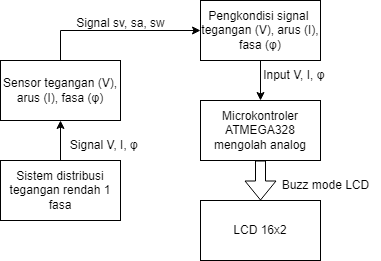 Signal sv, sa, sw
Pengkondisi signal
tegangan (V), arus (I),
fasa (φ)
Sensor tegangan (V),
arus (I), fasa (φ)
Input V, I, φ
Signal V, I, φ
Microkontroler
ATMEGA328
mengolah analog
Sistem distribusi
tegangan rendah 1
fasa
Buzz mode LCD
LCD 16x2